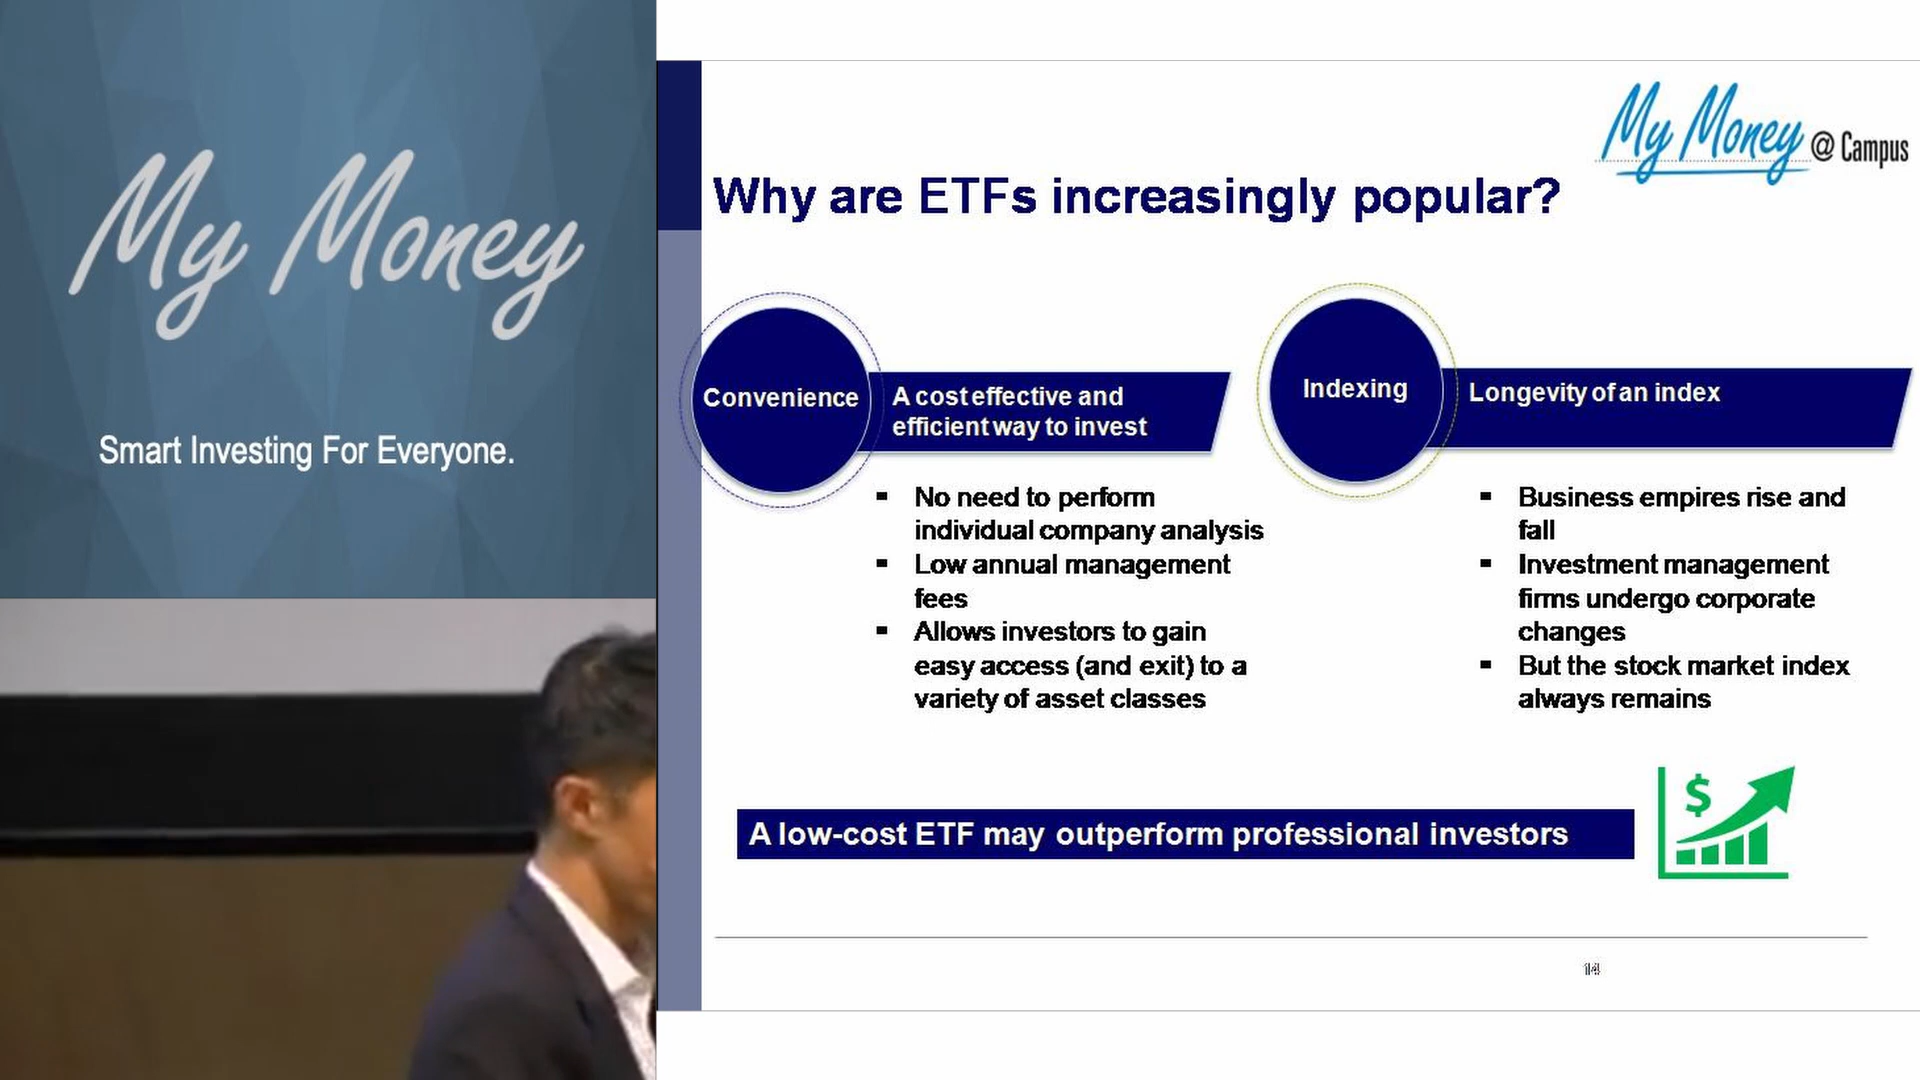 My Money
Smart Investing For Everyone.
My Money @ Campus
Why are ETFs increasingly popular?
Convenience
A cost effective and
efficient way to invest
No need to perform
individual company analysis
Low annual management
fees
Allows investors to gain
easy access (and exit) to a
variety of asset classes
Indexing
Longevity of an index
Business empires rise and
fall
Investment management
firms undergo corporate
changes
But the stock market index
always remains
A low-cost ETF may outperform professional investors
$
14